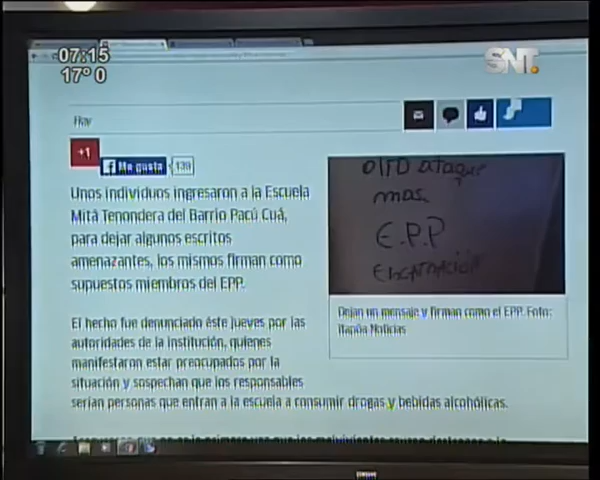 07:15
17° 0
SNT.
Hoy
+1
Me gusta
Unos individuos ingresaron a la Escuela
Mitã Tenondera del Barrio Pacú Cuá,
para dejar algunos escritos
amenazantes, los mismos firman como
supuestos miembros del EPP.
ataque
mas.
E.P.P
Encarnación
Dejan un mensaje y firman como el EPP. Foto:
Itapúa Noticias
El hecho fue denunciado éste jueves por las
autoridades de la institución, quienes
manifestaron estar preocupados por la
situación y sospechan que los responsables
serían personas que entran a la escuela a consumir drogas y bebidas alcohólicas.